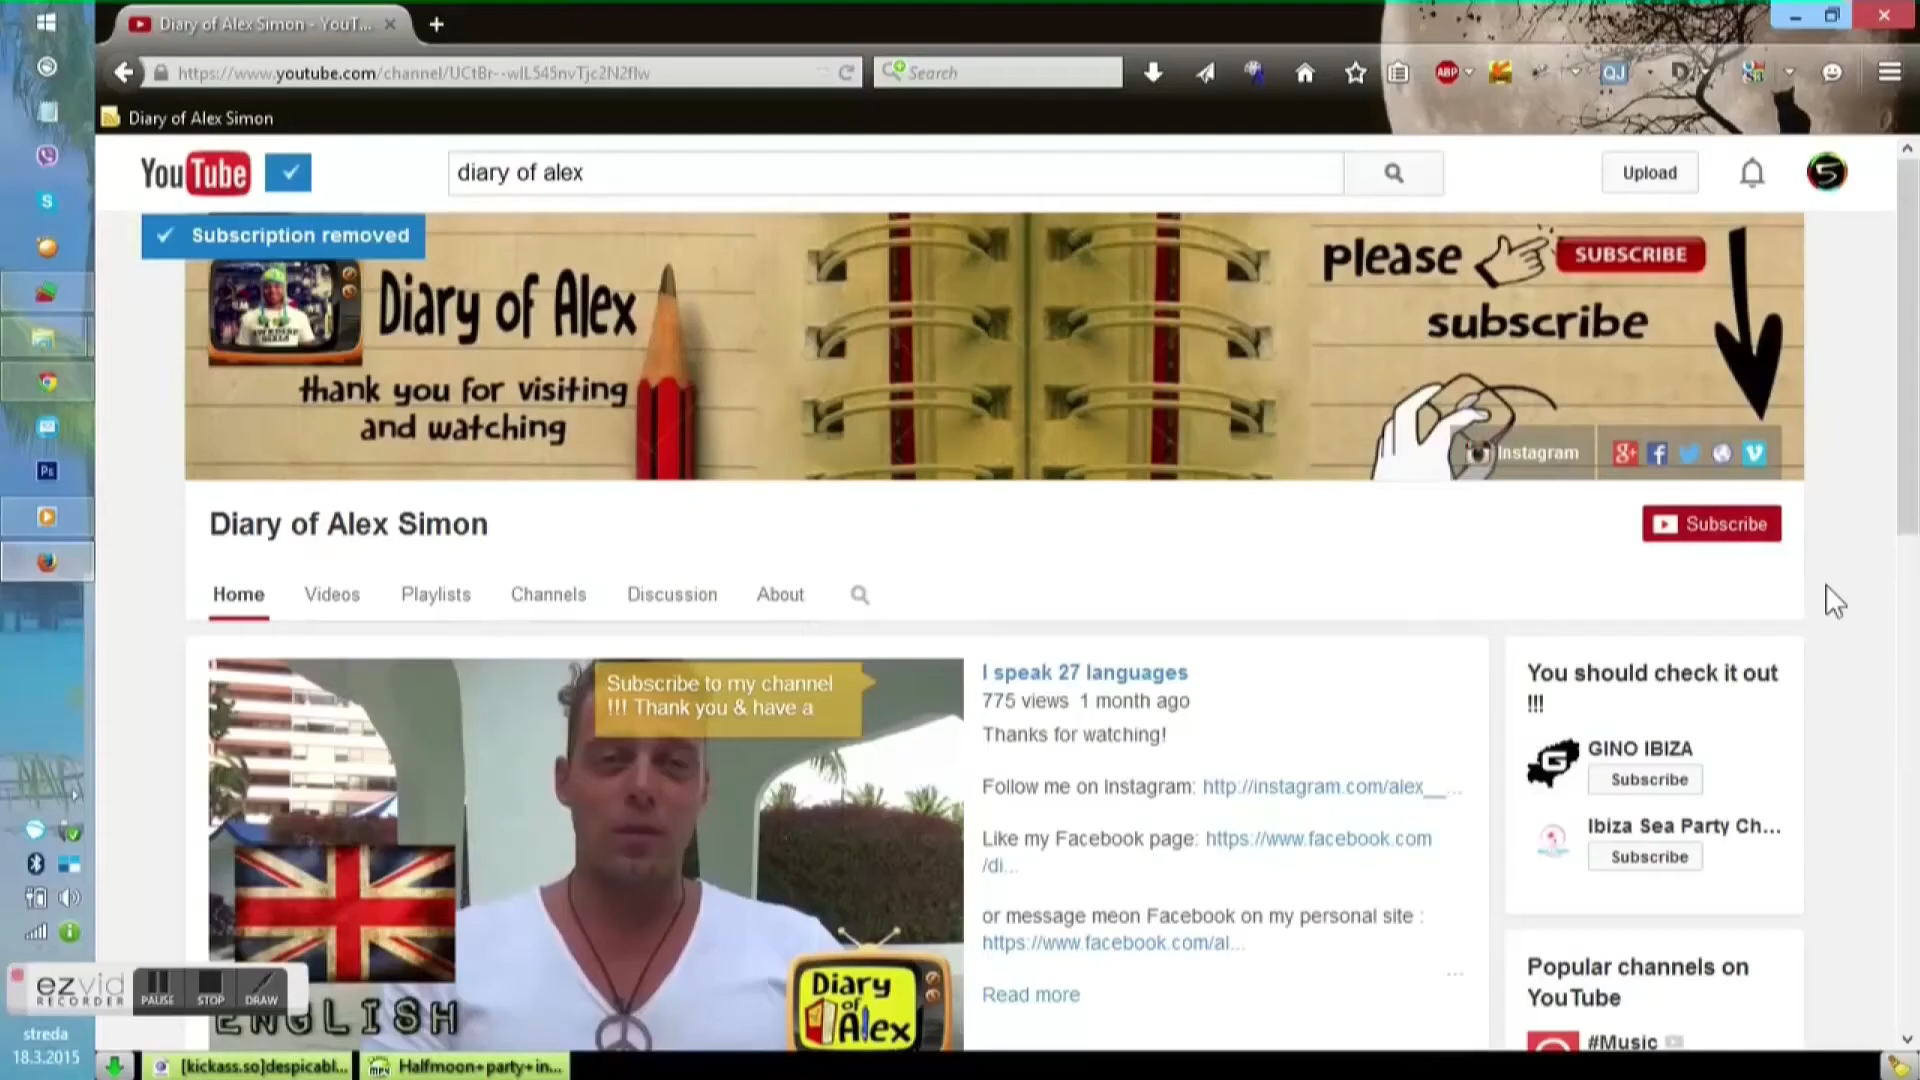 Diary of Alex Simon - YouT...
https://www.youtube.com/channel/UCtBr--wIL545nvTjc2N2flw
Search
ABP
QJ
Diary of Alex Simon
YouTube
diary of alex
Upload
Subscription removed
Diary of Alex
thank you for visiting
and watching
please
SUBSCRIBE
subscribe
Instagram
Diary of Alex Simon
Subscribe
Home
Videos
Playlists
Channels
Discussion
About
Subscribe to my channel
!!! Thank you & have a
ENGLISH
Diary
of
Alex
I speak 27 languages
775 views 1 month ago
Thanks for watching!
Follow me on Instagram: http://instagram.com/alex__...
Like my Facebook page: https://www.facebook.com
/di...
or message meon Facebook on my personal site :
https://www.facebook.com/al...
...
Read more
You should check it out
!!!
GINO IBIZA
Subscribe
Ibiza Sea Party Ch...
Subscribe
Popular channels on
YouTube
#Music
Ps
ezvid
RECORDER
PAUSE
STOP
DRAW
streda
18.3.2015
[kickass.so]despicabl...
Halfmoon+party+in...